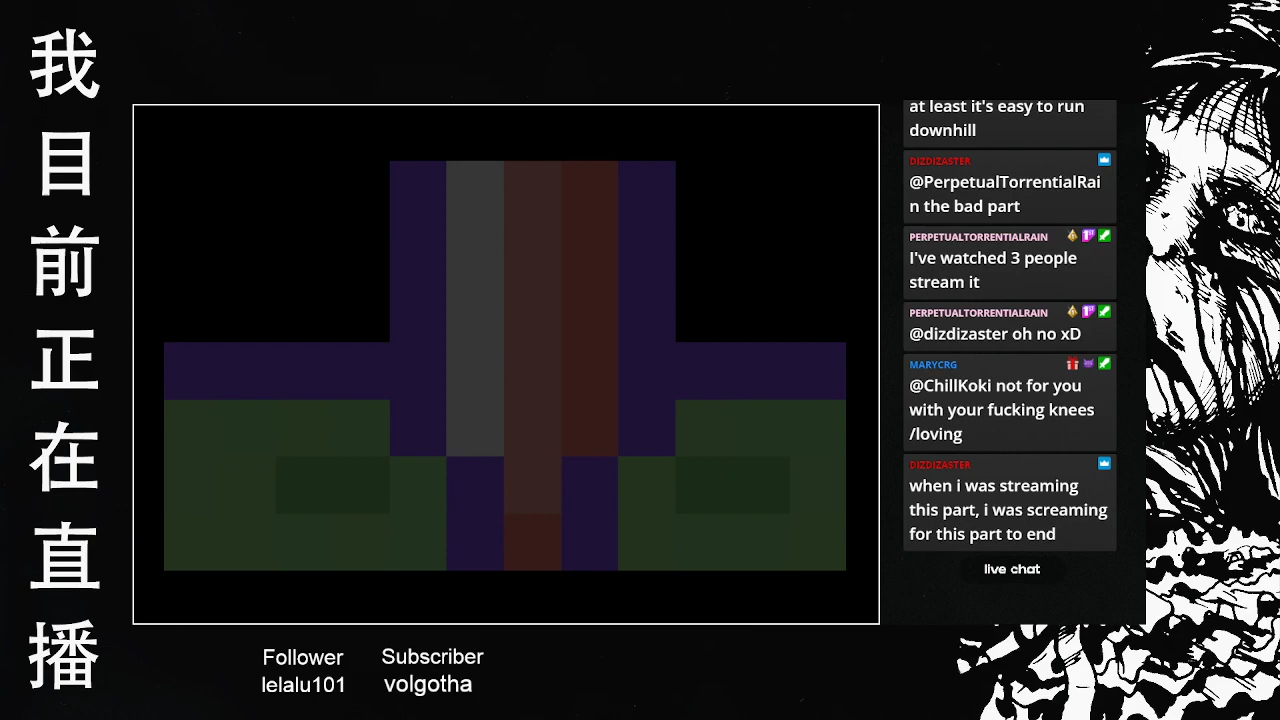 我
目
前
正
在
直
播
at least it's easy to run
downhill
DIZDIZASTER
@PerpetualTorrentialRai
n the bad part
PERPETUALTORRENTIALRAIN
I've watched 3 people
stream it
PERPETUALTORRENTIALRAIN
@dizdizaster oh no xD
MARYCRG
@ChillKoki not for you
with your fucking knees
/loving
DIZDIZASTER
when i was streaming
this part, i was screaming
for this part to end
live chat
Follower
lelalu101
Subscriber
volgotha